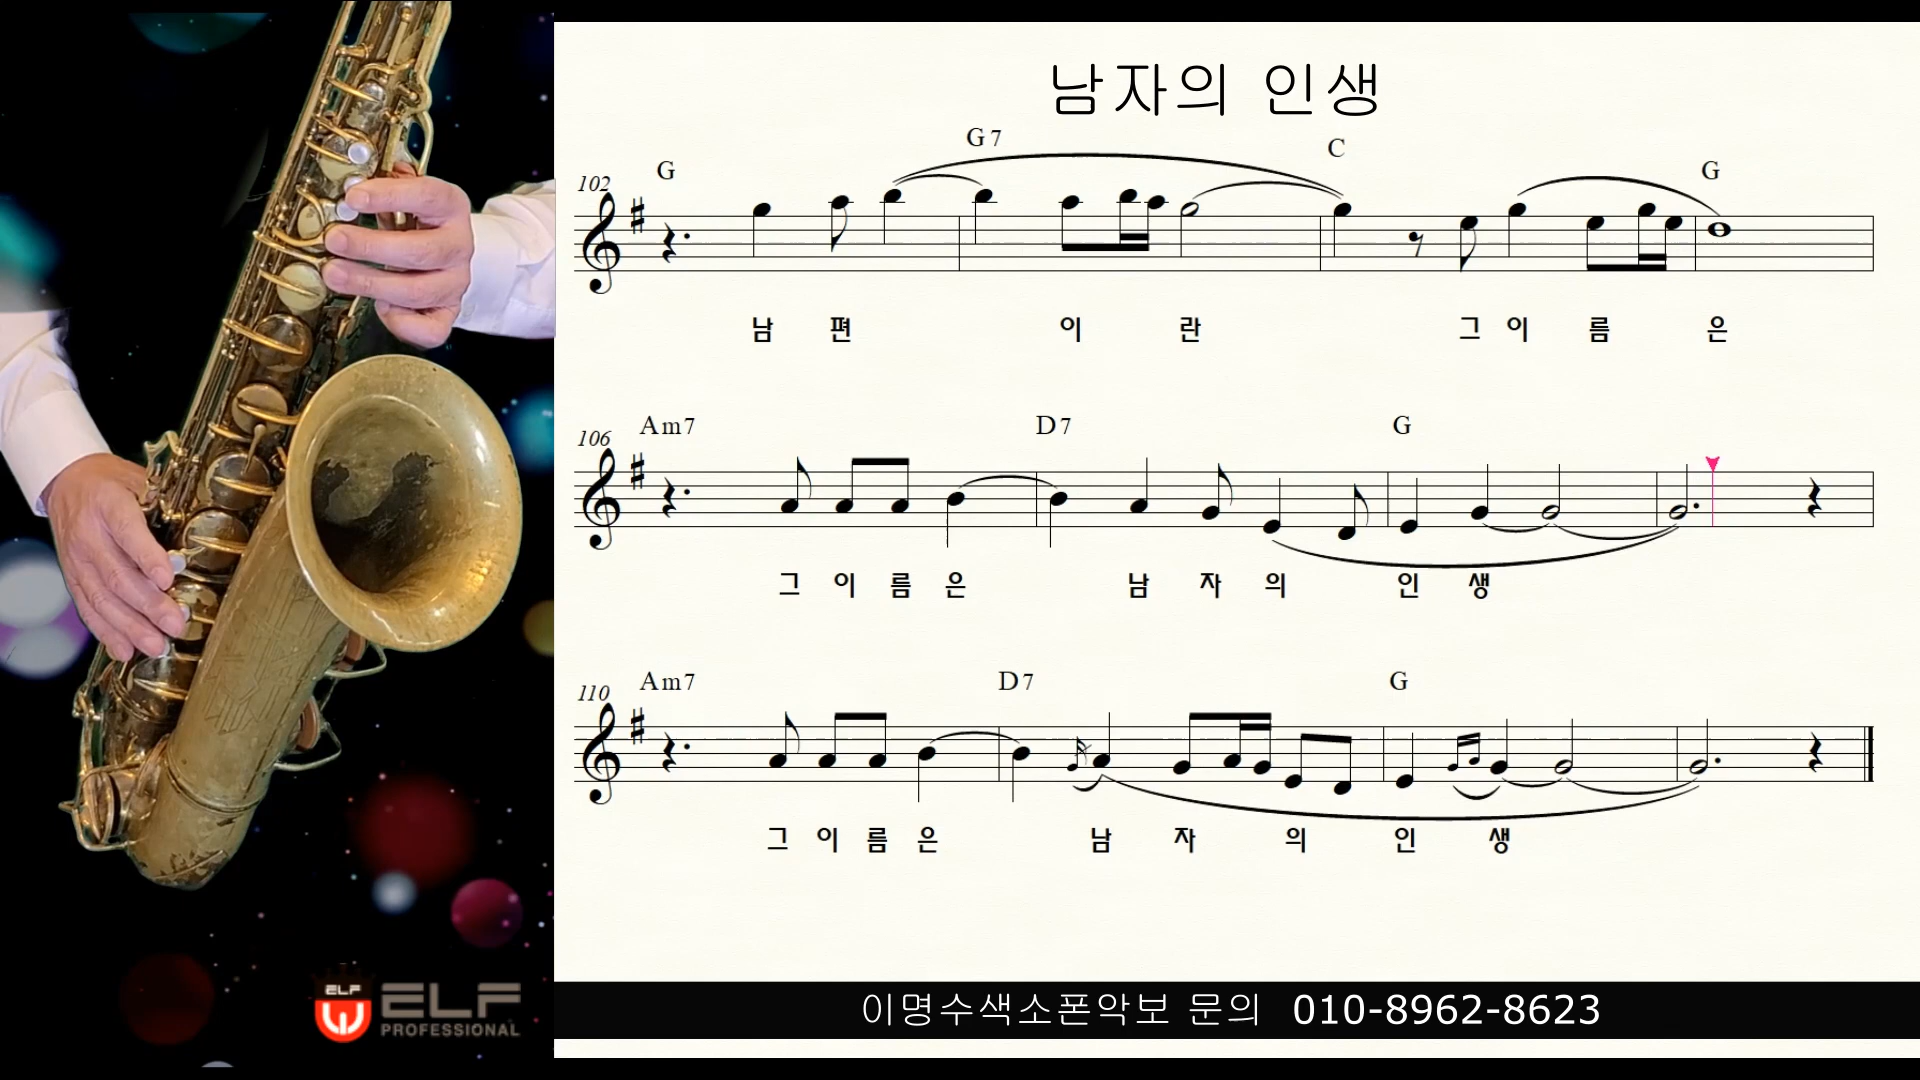 남자의 인생
G G7 C G
102
남 편 이 란 그 이 름 은
Am7 D7 G
106
그 이 름 은 남 자 의 인 생
Am7 D7 G
110
그 이 름 은 남 자 의 인 생
ELF
ELF
PROFESSIONAL
이명수색소폰악보 문의 010-8962-8623